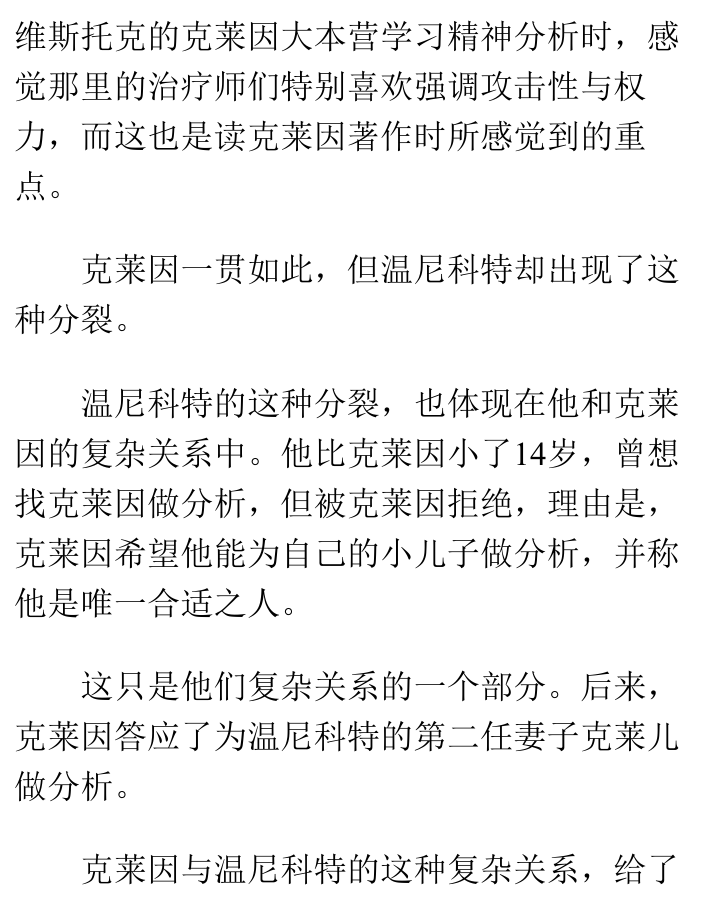 维斯托克的克莱因大本营学习精神分析时，感
觉那里的治疗师们特别喜欢强调攻击性与权
力，而这也是读克莱因著作时所感觉到的重
点。
克莱因一贯如此，但温尼科特却出现了这
种分裂。
温尼科特的这种分裂，也体现在他和克莱
因的复杂关系中。他比克莱因小了14岁，曾想
找克莱因做分析，但被克莱因拒绝，理由是，
克莱因希望他能为自己的小儿子做分析，并称
他是唯一合适之人。
这只是他们复杂关系的一个部分。后来，
克莱因答应了为温尼科特的第二任妻子克莱儿
做分析。
克莱因与温尼科特的这种复杂关系，给了